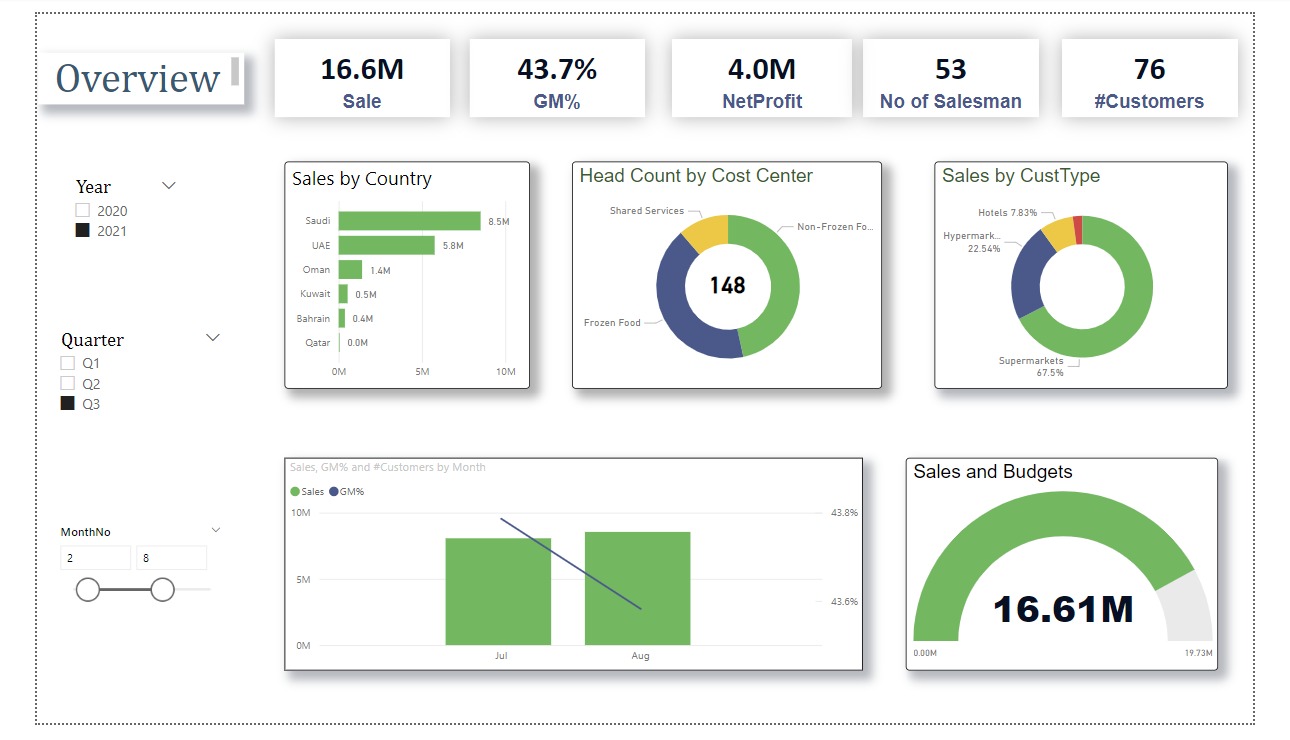 Overview
16.6M
Sale
43.7%
GM%
4.0M
NetProfit
53
No of Salesman
76
#Customers
Year
2020
2021
Quarter
Q1
Q2
Q3
MonthNo
2
8
Sales by Country
Saudi
8.5M
UAE
5.8M
Oman
1.4M
Kuwait
0.5M
Bahrain
0.4M
Qatar
0.0M
0M
5M
10M
Head Count by Cost Center
Shared Services
Non-Frozen Fo...
148
Frozen Food
Sales by CustType
Hotels 7.83%
Hypermark...
22.54%
Supermarkets
67.5%
Sales, GM% and #Customers by Month
Sales GM%
10M
43.8%
5M
43.6%
0M
Jul
Aug
Sales and Budgets
16.61M
0.00M
19.73M